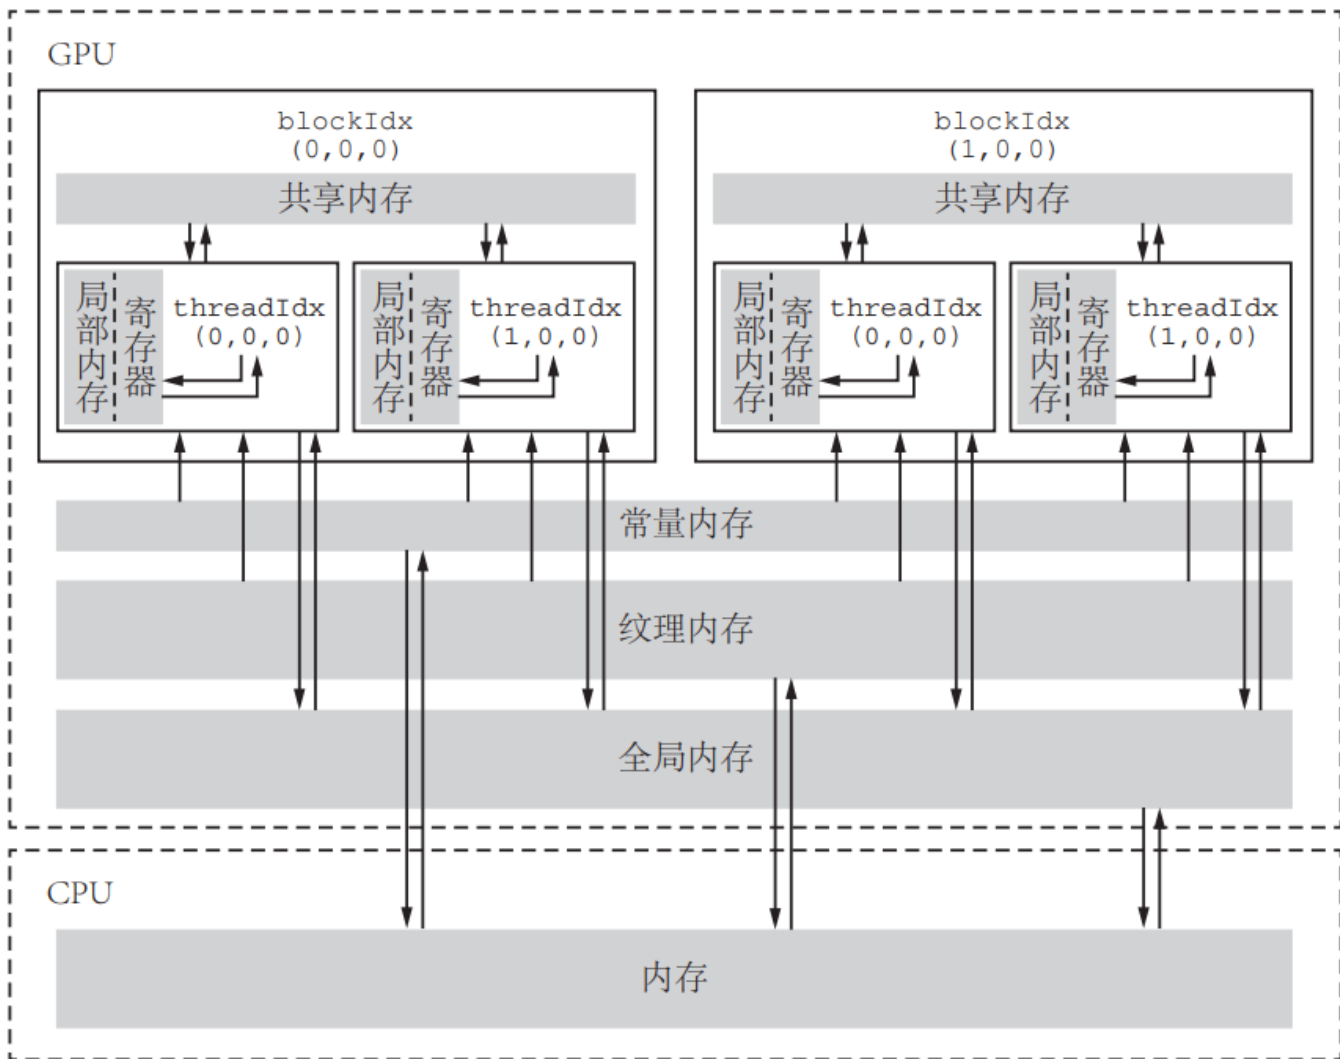 GPU
blockIdx
(0,0,0)
共享内存
局部内存
寄存器
threadIdx
(0,0,0)
局部内存
寄存器
threadIdx
(1,0,0)
blockIdx
(1,0,0)
共享内存
局部内存
寄存器
threadIdx
(0,0,0)
局部内存
寄存器
threadIdx
(1,0,0)
常量内存
纹理内存
全局内存
CPU
内存